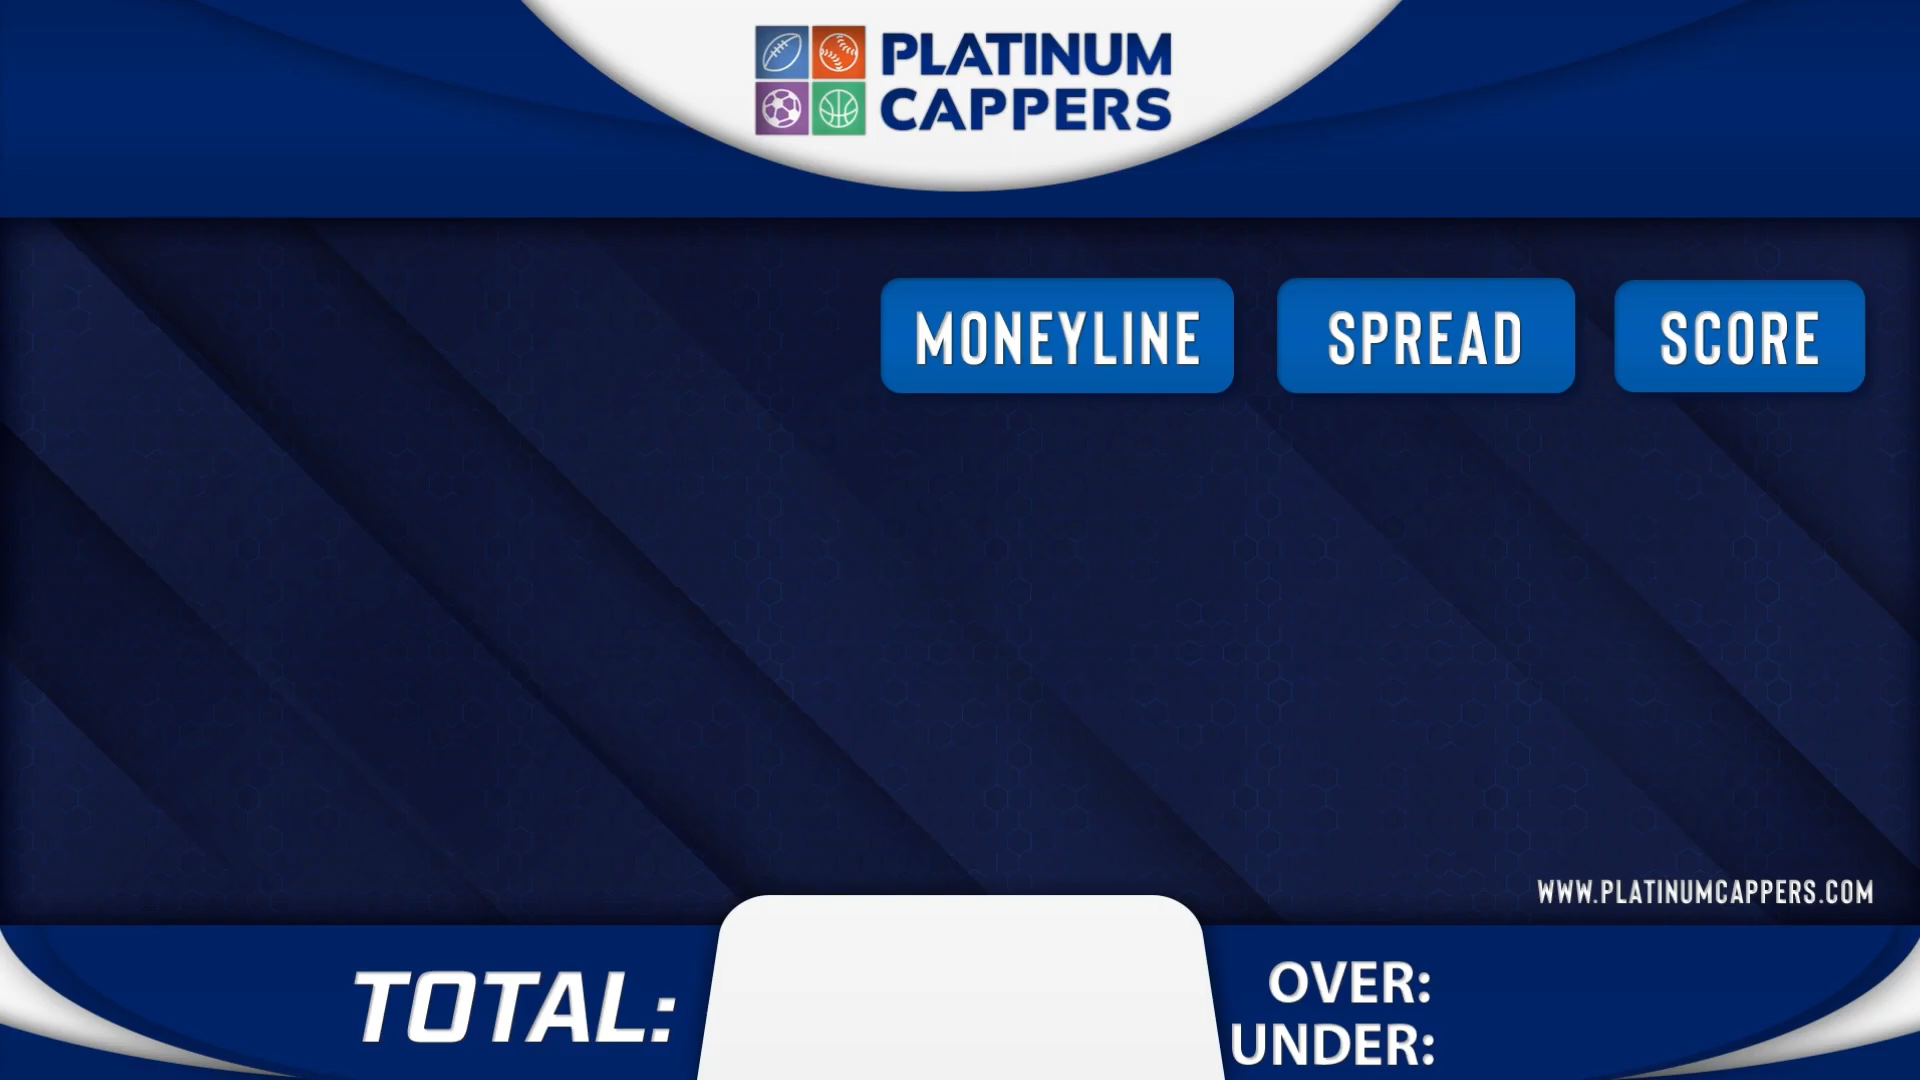 PLATINUM
CAPPERS
MONEYLINE SPREAD SCORE
WWW.PLATINUMCAPPERS.COM
TOTAL:
OVER:
UNDER: